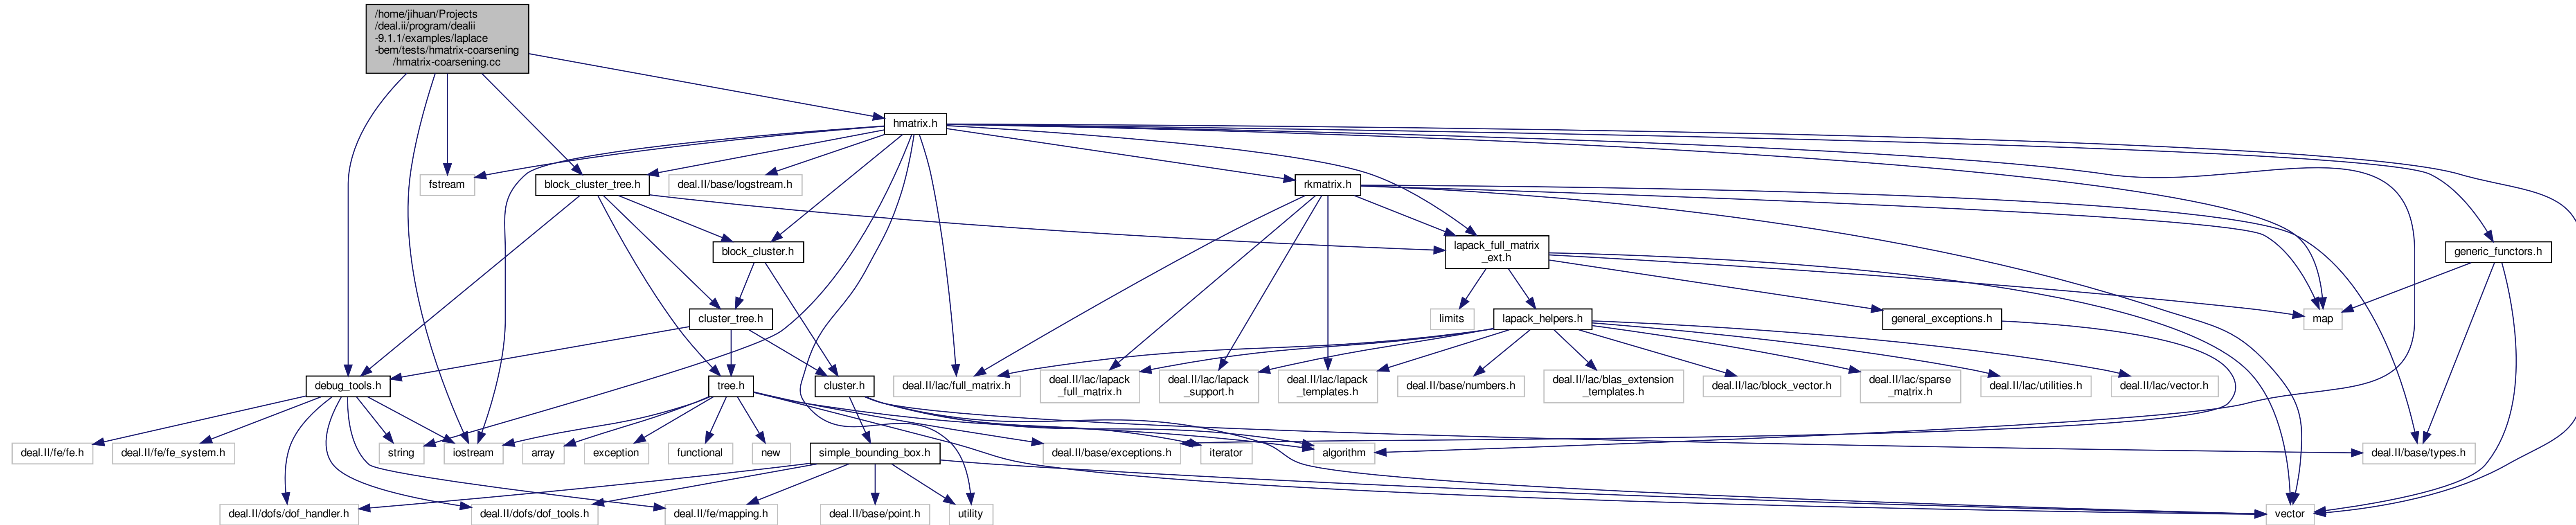 /home/jihuan/Projects
/deal.ii/program/dealii
-9.1.1/examples/laplace
-bem/tests/hmatrix-coarsening
/hmatrix-coarsening.cc
hmatrix.h
fstream
block_cluster_tree.h
deal.II/base/logstream.h
rkmatrix.h
block_cluster.h
lapack_full_matrix
_ext.h
generic_functors.h
cluster_tree.h
limits
lapack_helpers.h
general_exceptions.h
map
debug_tools.h
tree.h
cluster.h
deal.II/lac/full_matrix.h
deal.II/lac/lapack
_full_matrix.h
deal.II/lac/lapack
_support.h
deal.II/lac/lapack
_templates.h
deal.II/base/numbers.h
deal.II/lac/blas_extension
_templates.h
deal.II/lac/block_vector.h
deal.II/lac/sparse
_matrix.h
deal.II/lac/utilities.h
deal.II/lac/vector.h
deal.II/fe/fe.h
deal.II/fe/fe_system.h
string
iostream
array
exception
functional
new
simple_bounding_box.h
deal.II/base/exceptions.h
iterator
algorithm
deal.II/base/types.h
deal.II/dofs/dof_handler.h
deal.II/dofs/dof_tools.h
deal.II/fe/mapping.h
deal.II/base/point.h
utility
vector